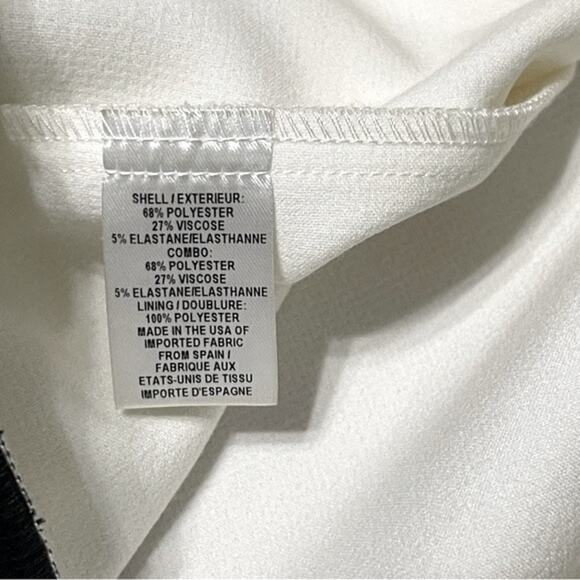 SHELL / EXTERIEUR:
68% POLYESTER
27% VISCOSE
5% ELASTANE/ELASTHANNE
COMBO:
68% POLYESTER
27% VISCOSE
5% ELASTANE/ELASTHANNE
LINING / DOUBLURE:
100% POLYESTER
MADE IN THE USA OF
IMPORTED FABRIC
FROM SPAIN /
FABRIQUE AUX
ETATS-UNIS DE TISSU
IMPORTE D'ESPAGNE